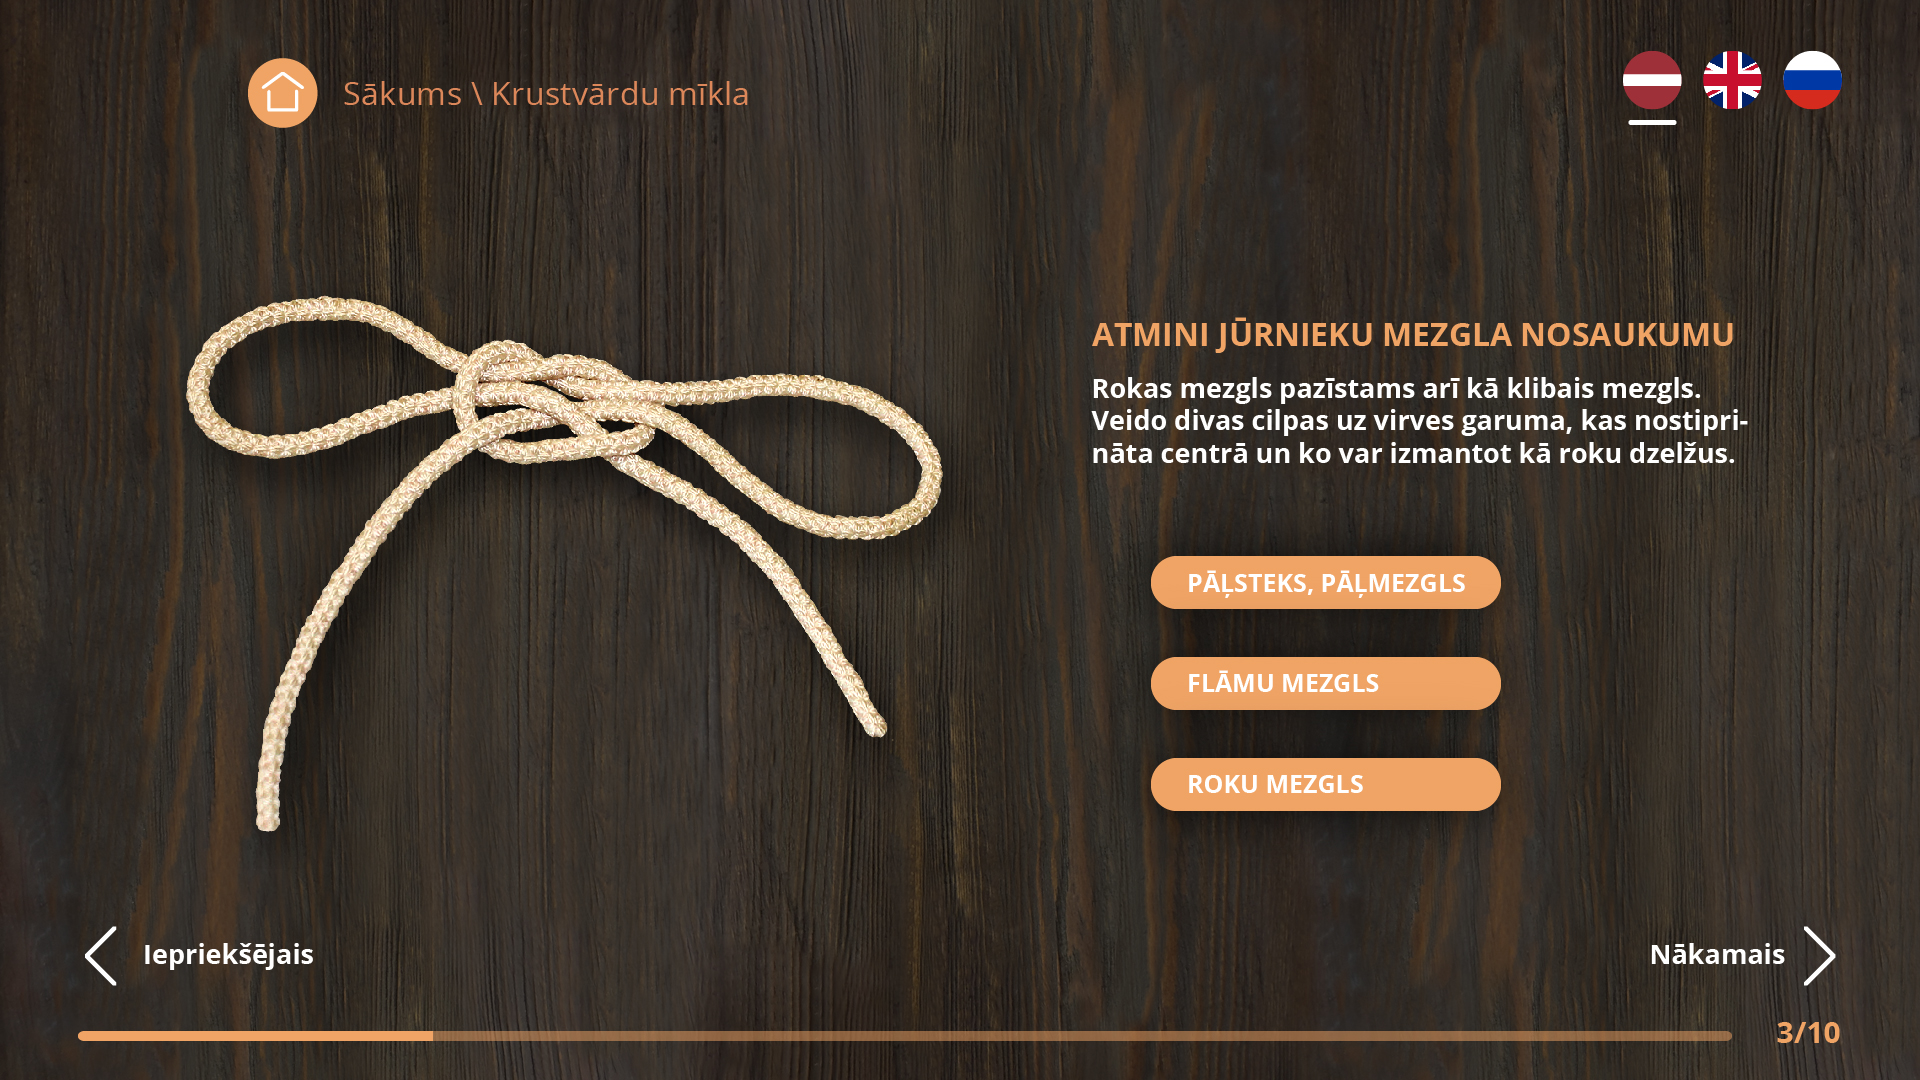 Sākums \ Krustvārdu mīkla
ATMINI JŪRNIEKU MEZGLA NOSAUKUMU
Rokas mezgls pazīstams arī kā klibais mezgls.
Veido divas cilpas uz virves garuma, kas nostipri-
nāta centrā un ko var izmantot kā roku dzelžus.
PĀĻSTEKS, PĀĻMEZGLS
FLĀMU MEZGLS
ROKU MEZGLS
Iepriekšējais
Nākamais
3/10